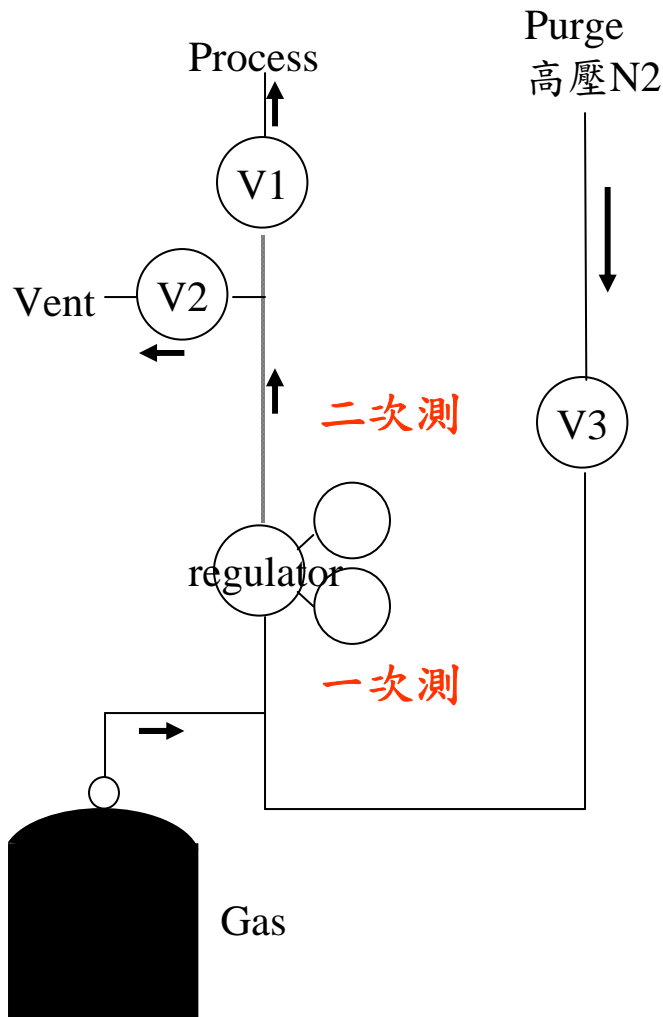 Purge
高壓N2
Process
V1
Vent
V2
二次測
V3
regulator
一次測
Gas